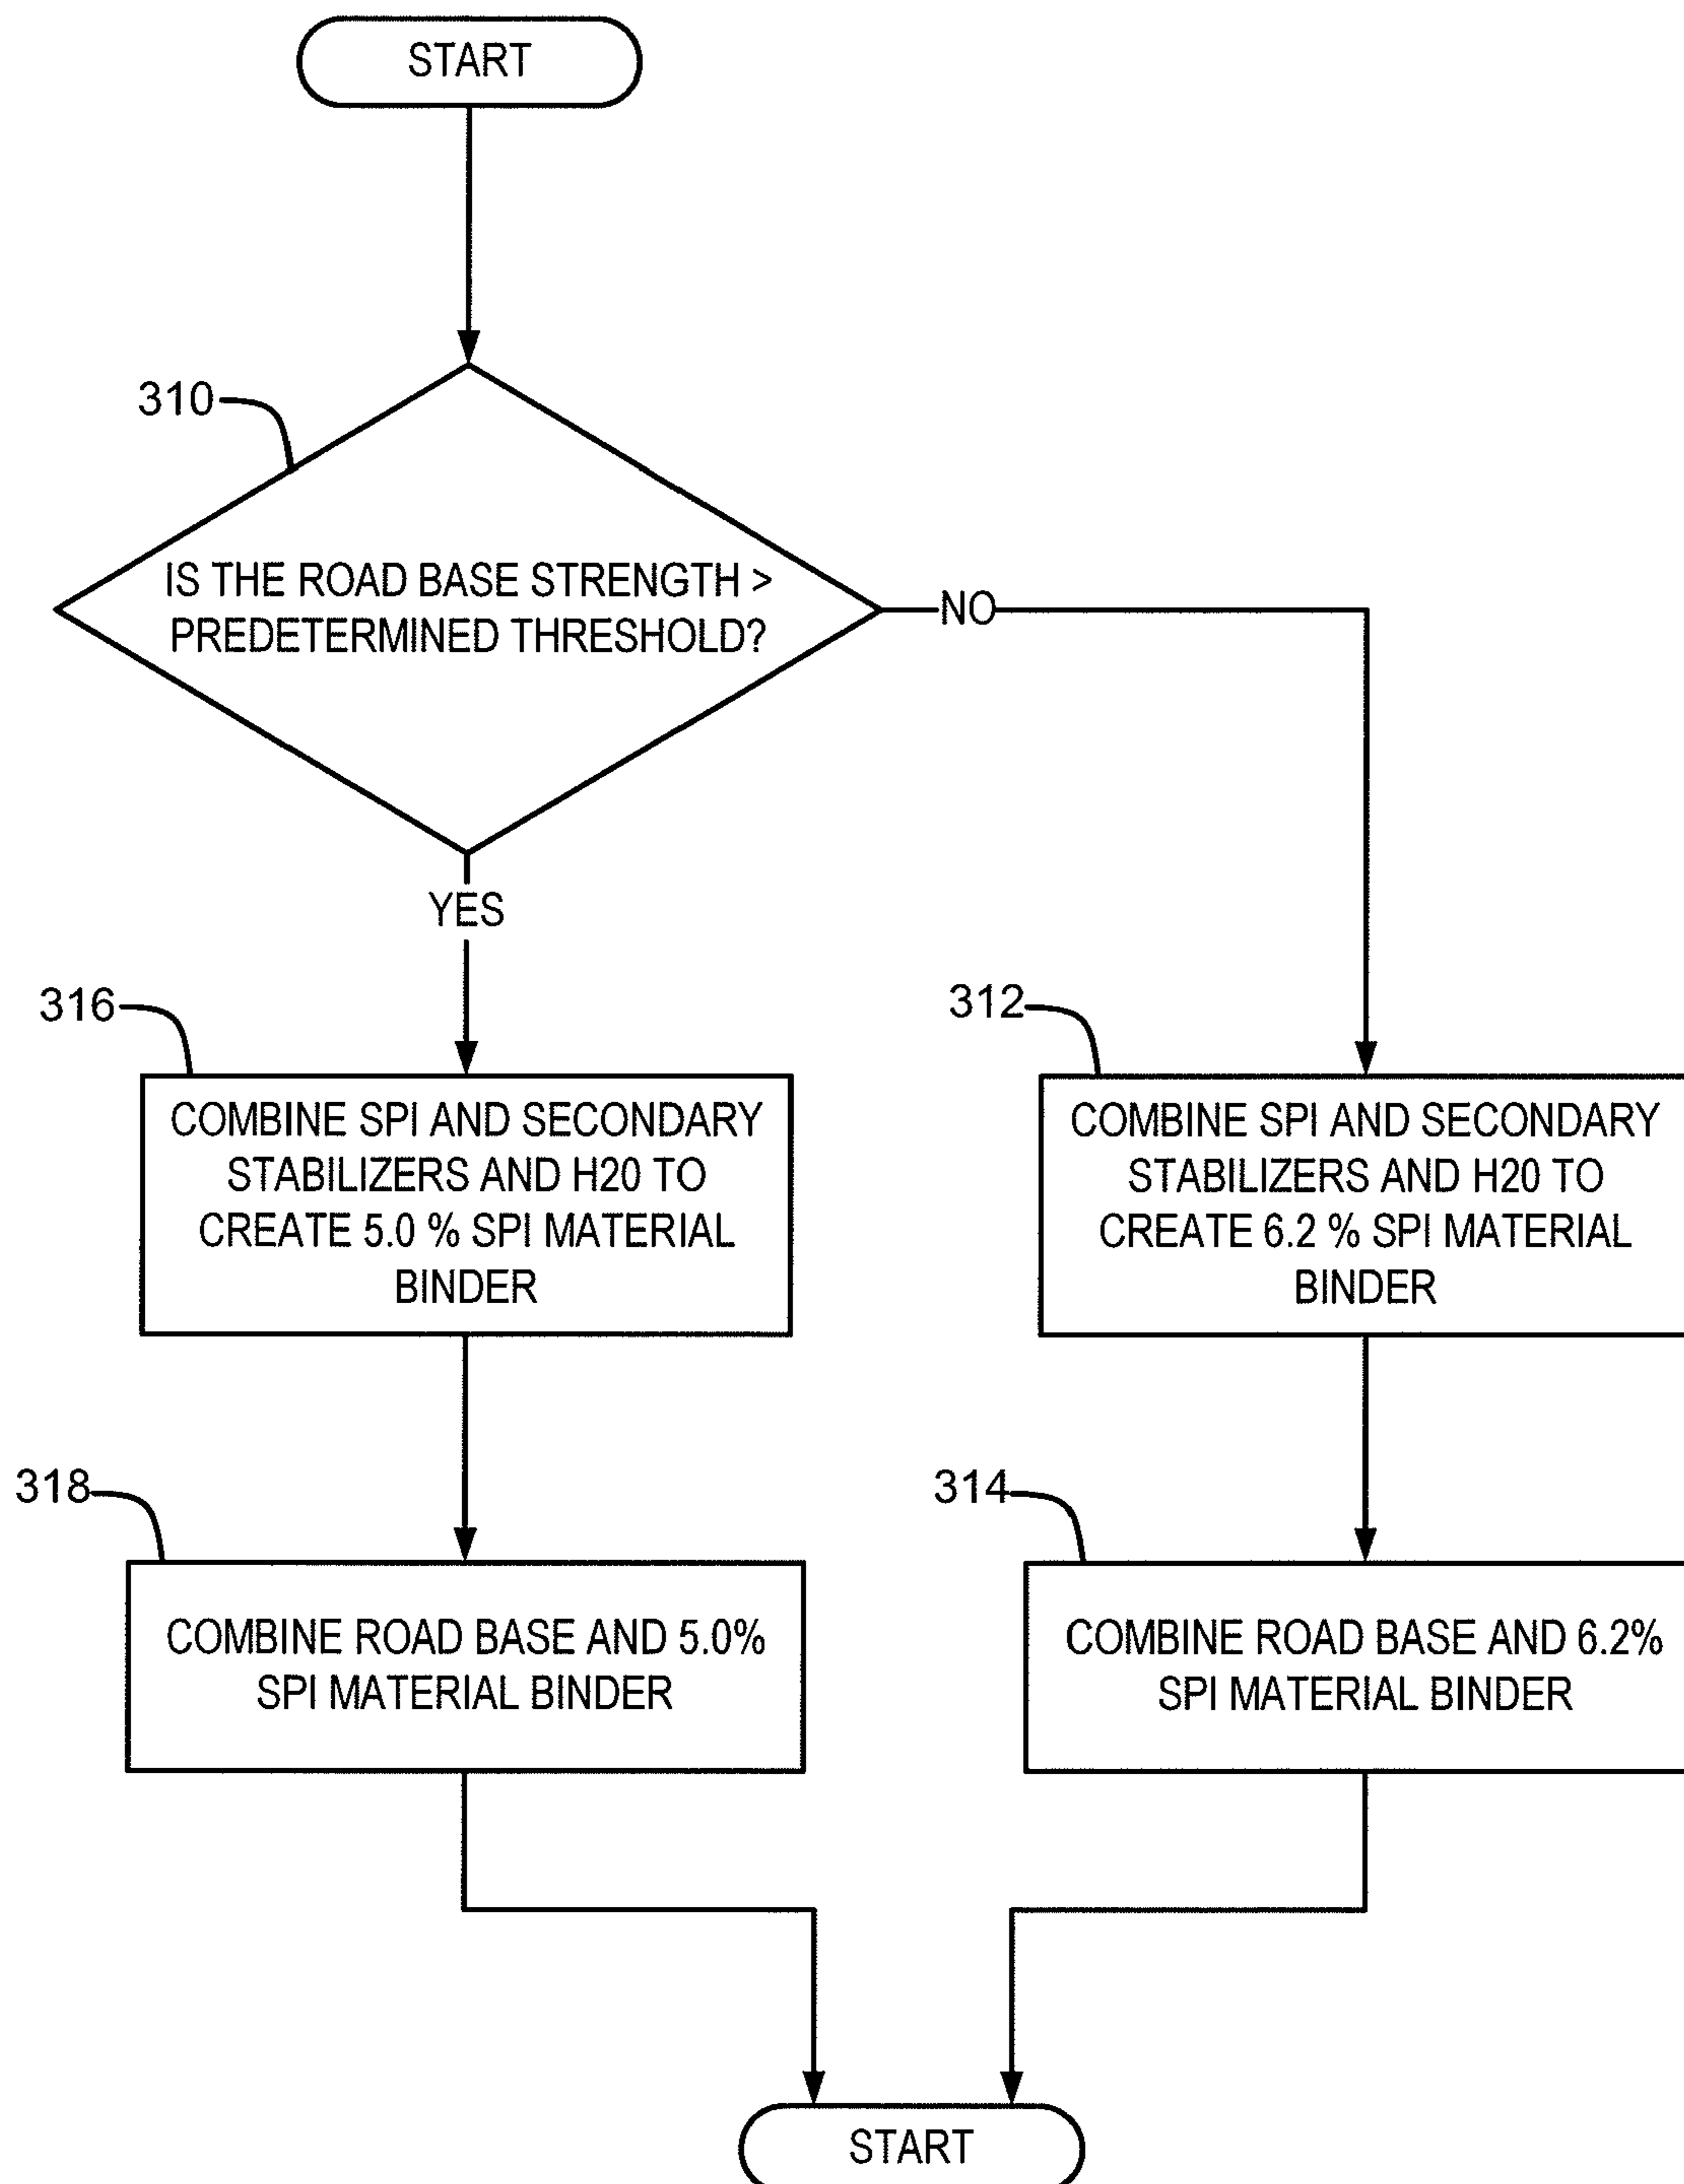 START
310
IS THE ROAD BASE STRENGTH >
PREDETERMINED THRESHOLD?
NO
YES
316
COMBINE SPI AND SECONDARY
STABILIZERS AND H20 TO
CREATE 5.0 % SPI MATERIAL
BINDER
312
COMBINE SPI AND SECONDARY
STABILIZERS AND H20 TO
CREATE 6.2 % SPI MATERIAL
BINDER
318
COMBINE ROAD BASE AND 5.0%
SPI MATERIAL BINDER
314
COMBINE ROAD BASE AND 6.2%
SPI MATERIAL BINDER
START